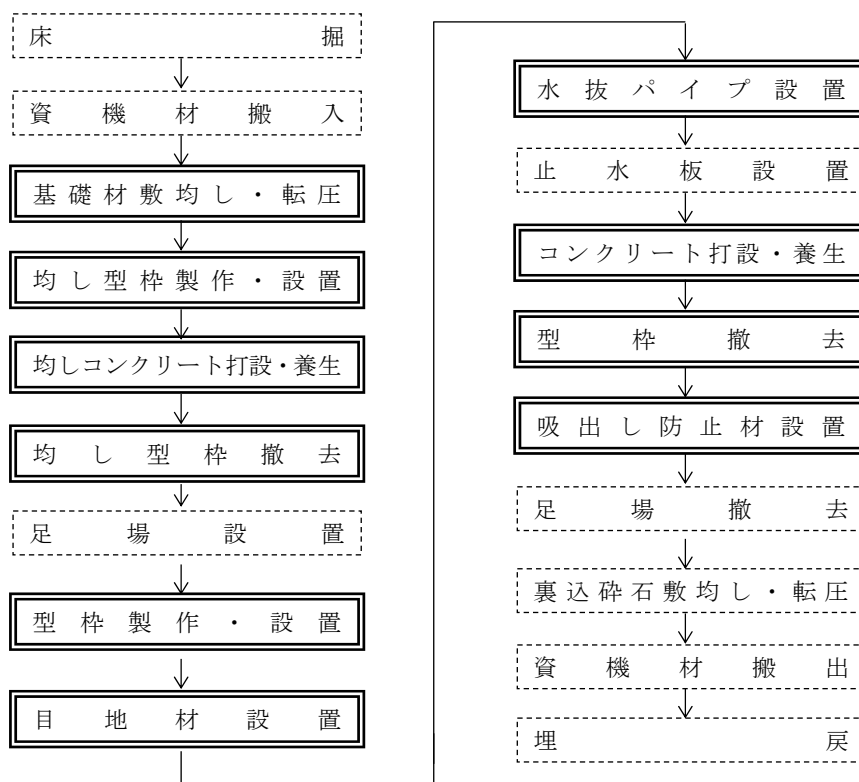 床掘
資機材搬入
基礎材敷均し・転圧
均し型枠製作・設置
均しコンクリート打設・養生
均し型枠撤去
足場設置
型枠製作・設置
目地材設置
水抜パイプ設置
止水板設置
コンクリート打設・養生
型枠撤去
吸出し防止材設置
足場撤去
裏込砕石敷均し・転圧
資機材搬出
埋戻